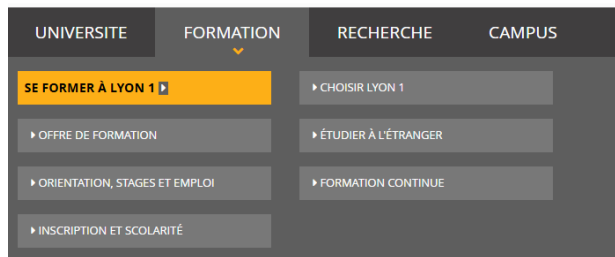 UNIVERSITE FORMATION RECHERCHE CAMPUS
SE FORMER À LYON 1
CHOISIR LYON 1
OFFRE DE FORMATION
ÉTUDIER À L'ÉTRANGER
ORIENTATION, STAGES ET EMPLOI
FORMATION CONTINUE
INSCRIPTION ET SCOLARITÉ